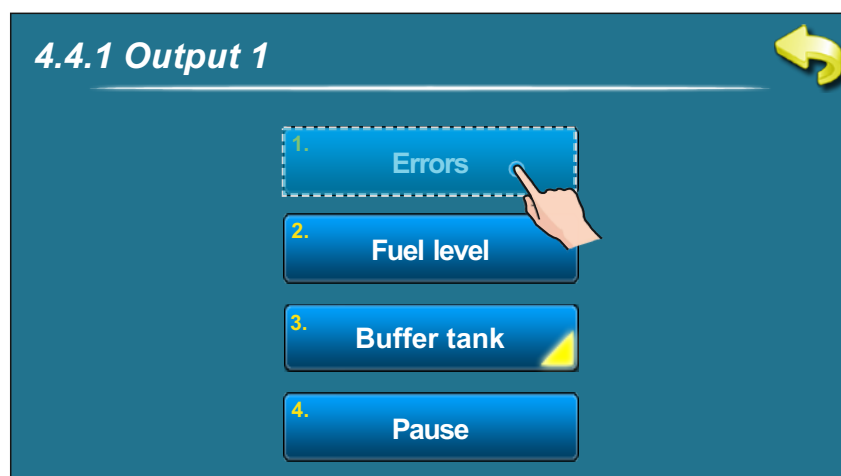 4.4.1 Output 1
1.
Errors
2.
Fuel level
3.
Buffer tank
4.
Pause